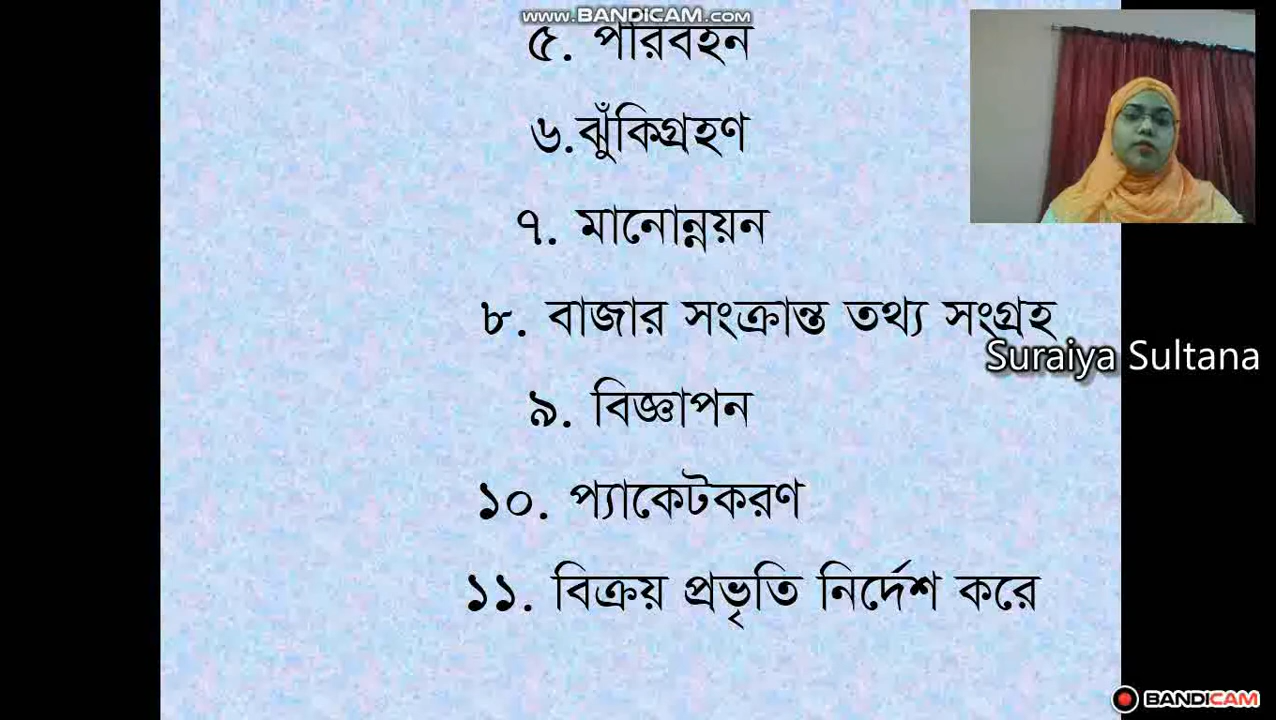 www.BANDICAM.com
৫. পরিবহন
৬.ঝুঁকিগ্রহণ
৭. মানোন্নয়ন
৮. বাজার সংক্রান্ত তথ্য সংগ্রহ
Suraiya Sultana
৯. বিজ্ঞাপন
১০. প্যাকেটকরণ
১১. বিক্রয় প্রভৃতি নির্দেশ করে
BANDICAM